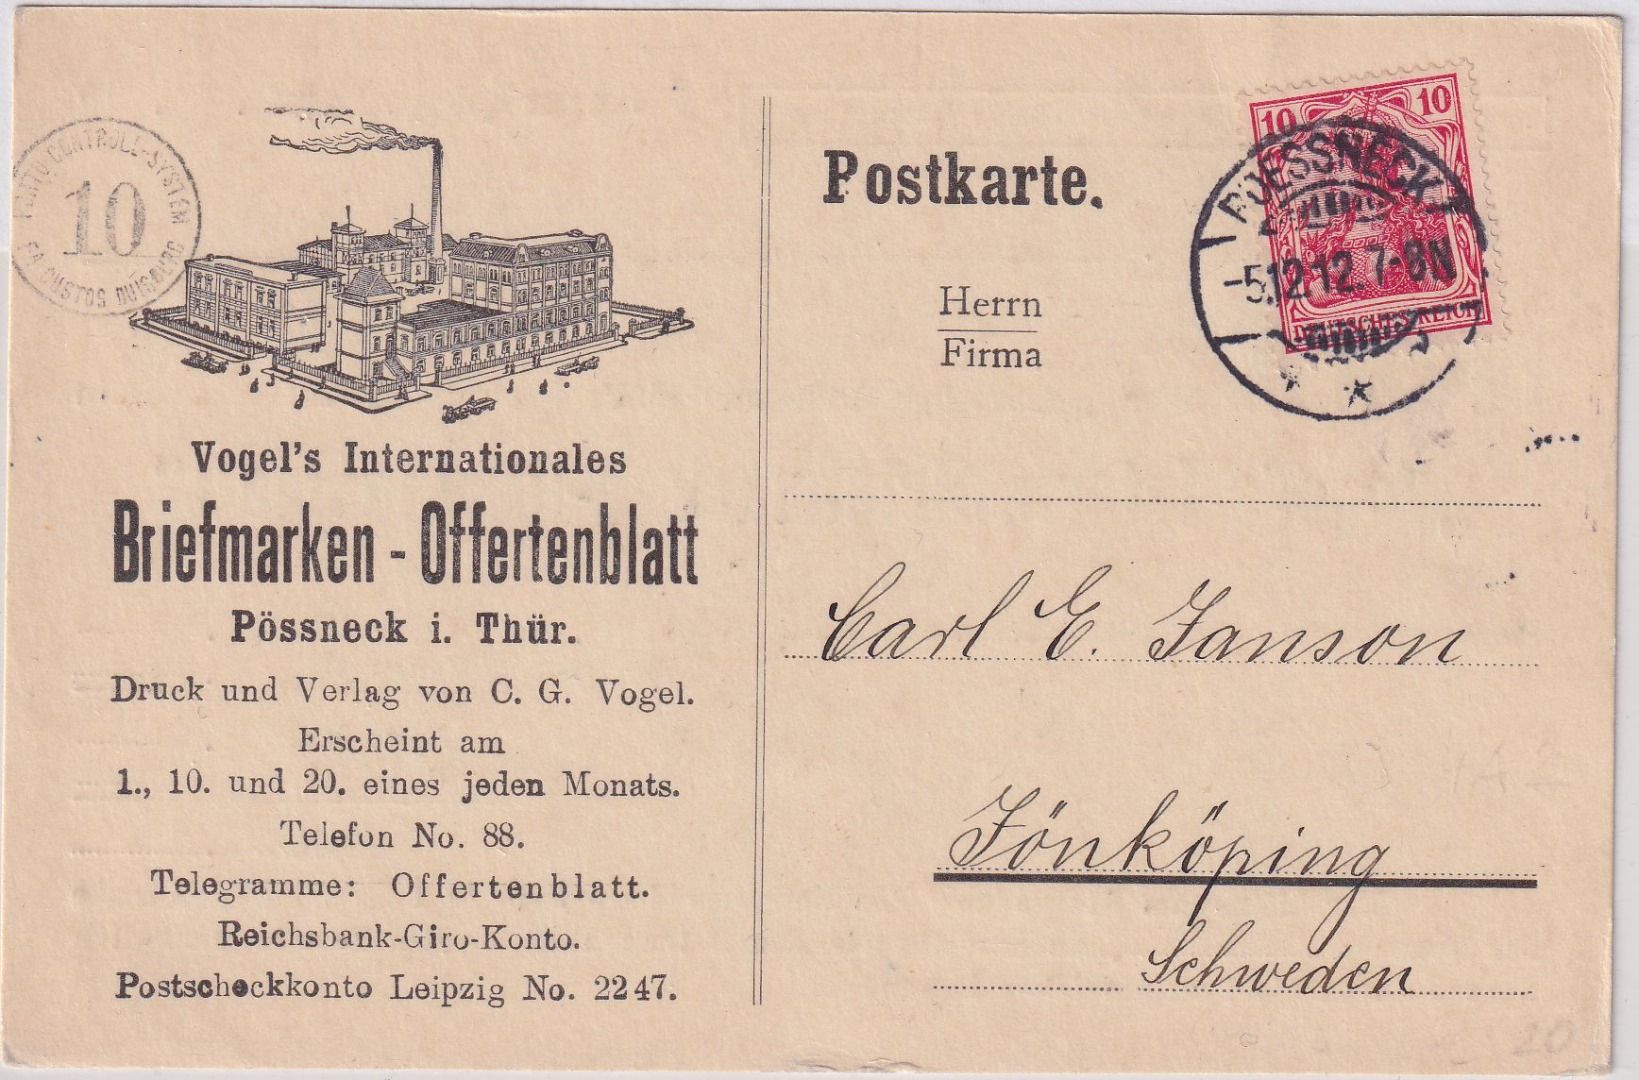 PORTO-CONTROLL-SYSTEM
10
Vogel's Internationales
Briefmarken - Offertenblatt
Pössneck i. Thür.
Druck und Verlag von C. G. Vogel.
Erscheint am
1., 10. und 20. eines jeden Monats.
Telefon No. 88.
Telegramme: Offertenblatt.
Reichsbank-Giro-Konto.
Postscheckkonto Leipzig No. 2247.
Postkarte.
10 10
DEUTSCHES REICH
POESSNECK
-5.12.12. 7-8N
Herrn
Firma
Carl E. Janson
Jönköping
Schweden
20